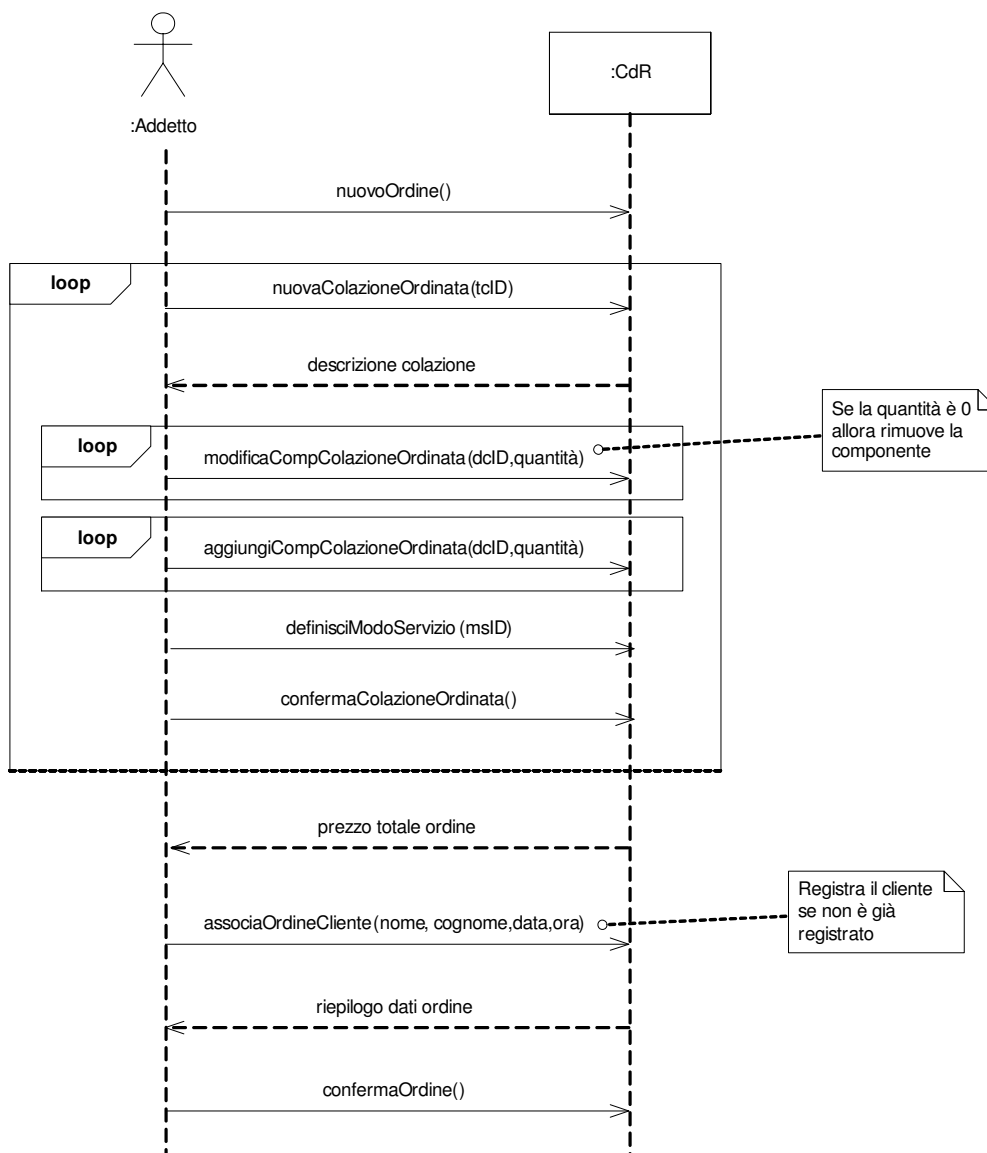 :CdR
:Addetto
nuovoOrdine()
loop
nuovaColazioneOrdinata(tcID)
descrizione colazione
Se la quantità è 0
allora rimuove la
componente
loop
modificaCompColazioneOrdinata(dcID,quantità)
loop
aggiungiCompColazioneOrdinata(dcID,quantità)
definisciModoServizio (msID)
confermaColazioneOrdinata()
prezzo totale ordine
Registra il cliente
se non è già
registrato
associaOrdineCliente(nome, cognome,data,ora)
riepilogo dati ordine
confermaOrdine()